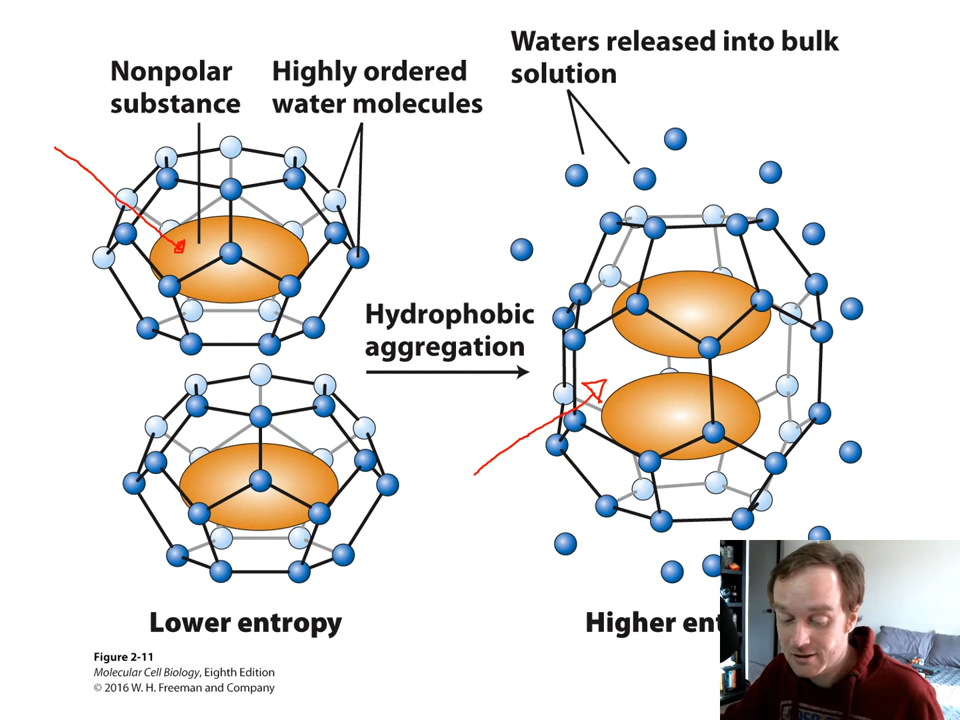 Nonpolar
substance
Highly ordered
water molecules
Waters released into bulk
solution
Hydrophobic
aggregation
Lower entropy
Higher
Figure 2-11
Molecular Cell Biology, Eighth Edition
© 2016 W. H. Freeman and Company